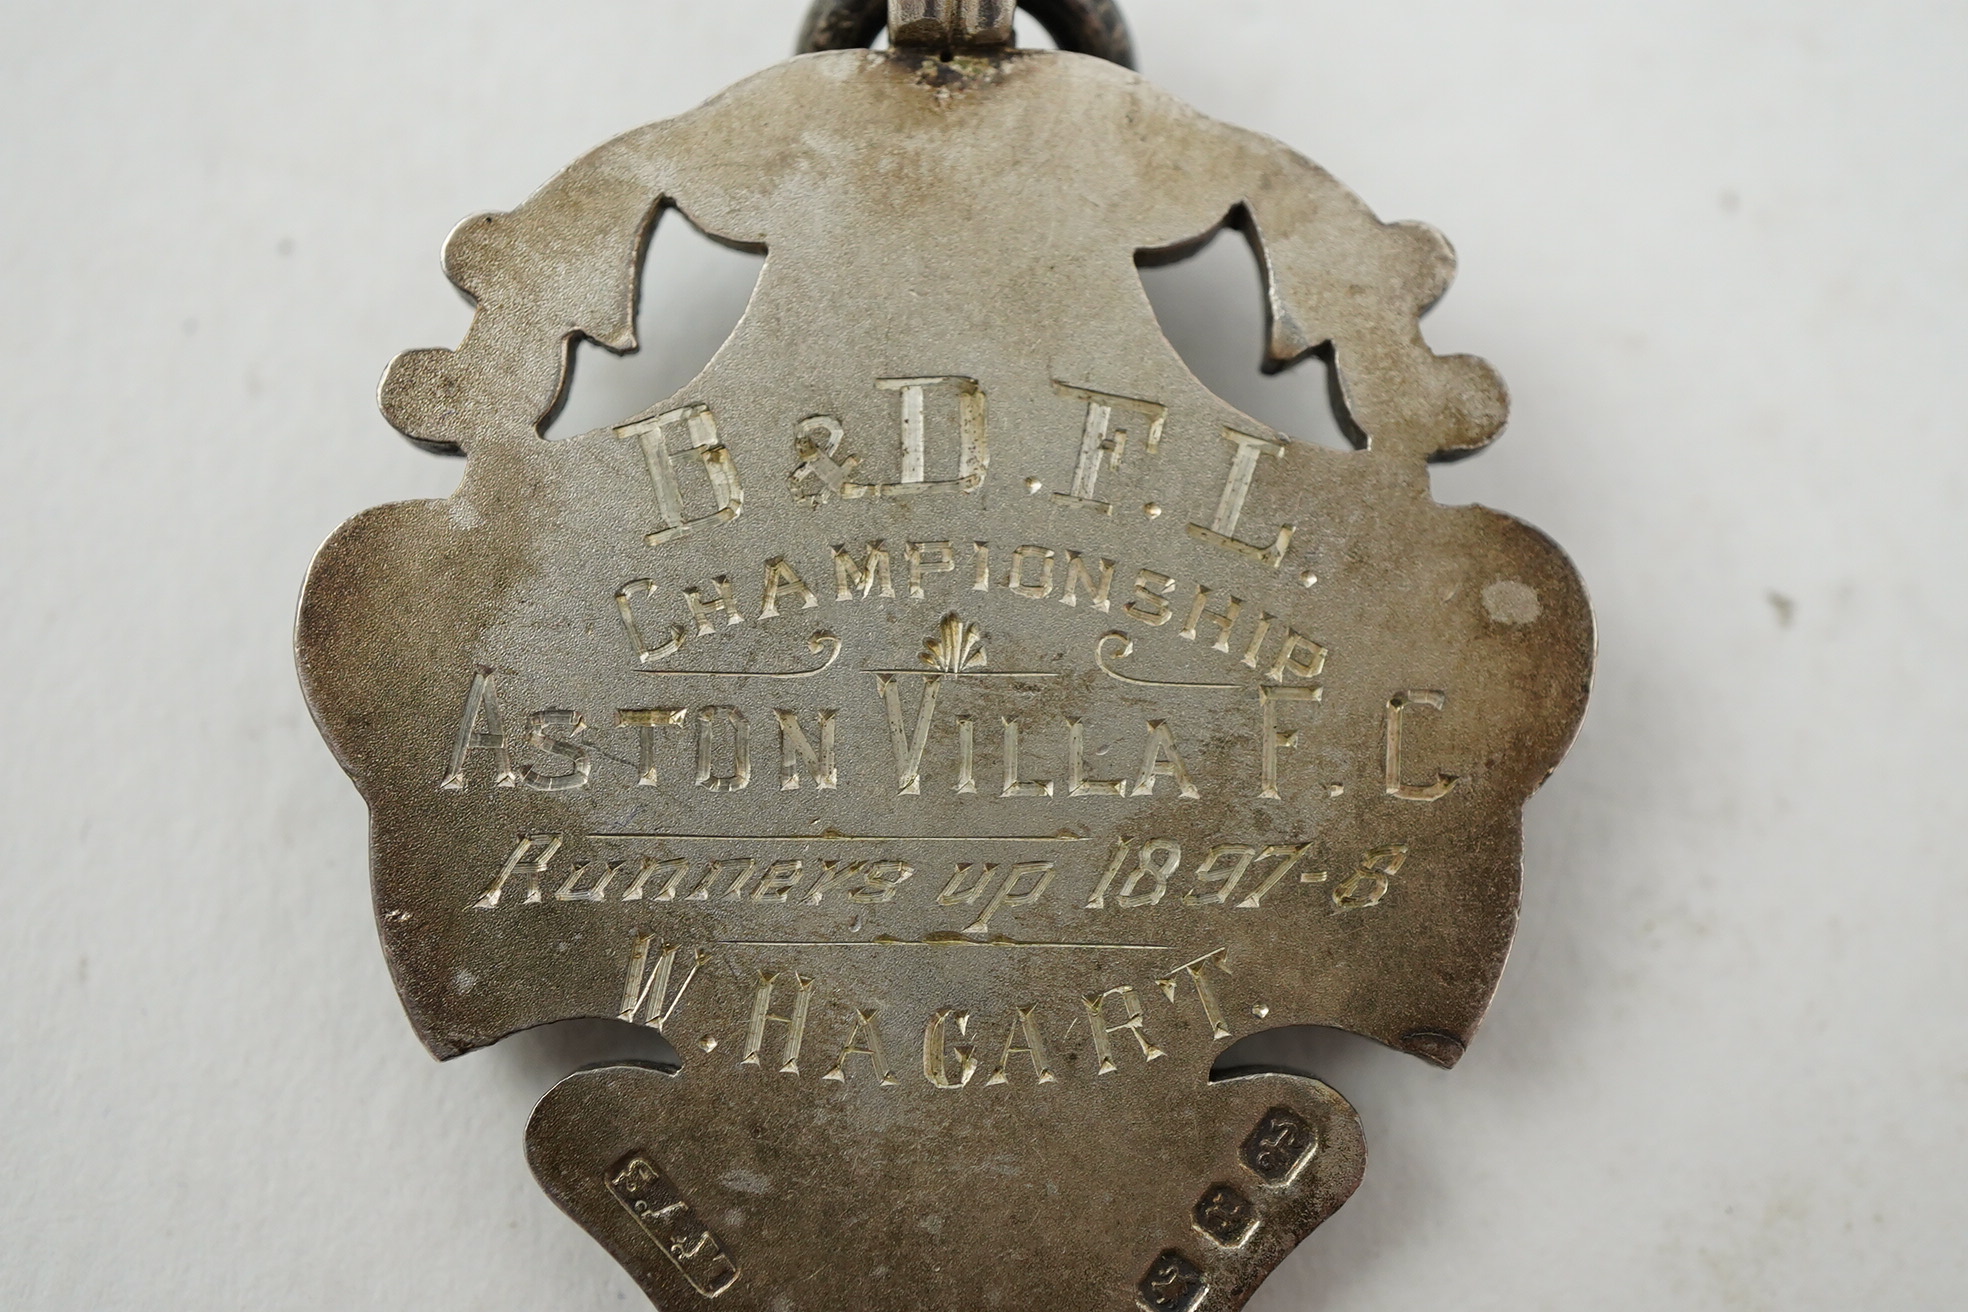 B & D. F. L.
CHAMPIONSHIP
ASTON VILLA F. C
Runners up 1897-8
W. HAGART.